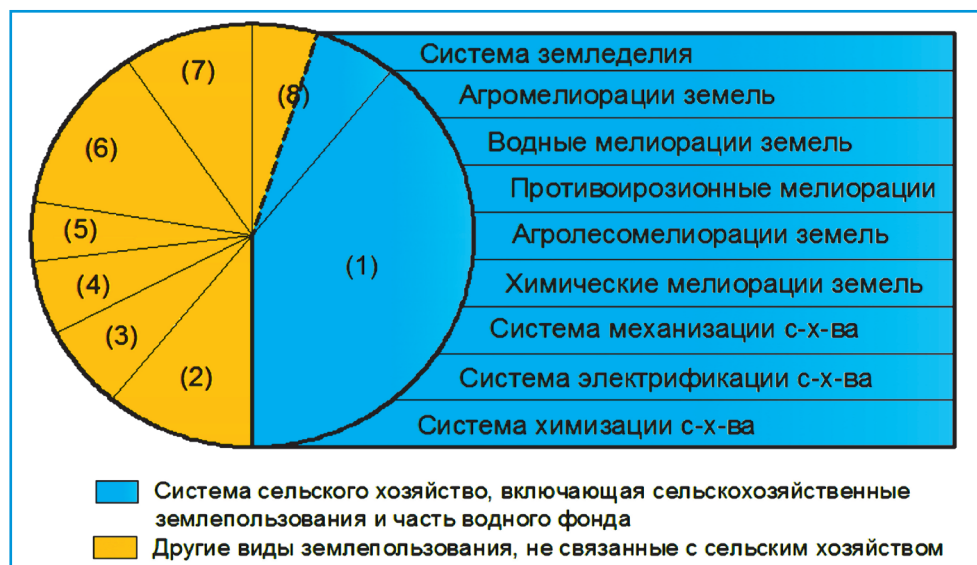 Система земледелия
Агромелиорации земель
Водные мелиорации земель
Противоирозионные мелиорации
Агролесомелиорации земель
Химические мелиорации земель
Система механизации с-х-ва
Система электрификации с-х-ва
Система химизации с-х-ва
(1)
(2)
(3)
(4)
(5)
(6)
(7)
(8)
Система сельского хозяйство, включающая сельскохозяйственные
землепользования и часть водного фонда
Другие виды землепользования, не связанные с сельским хозяйством